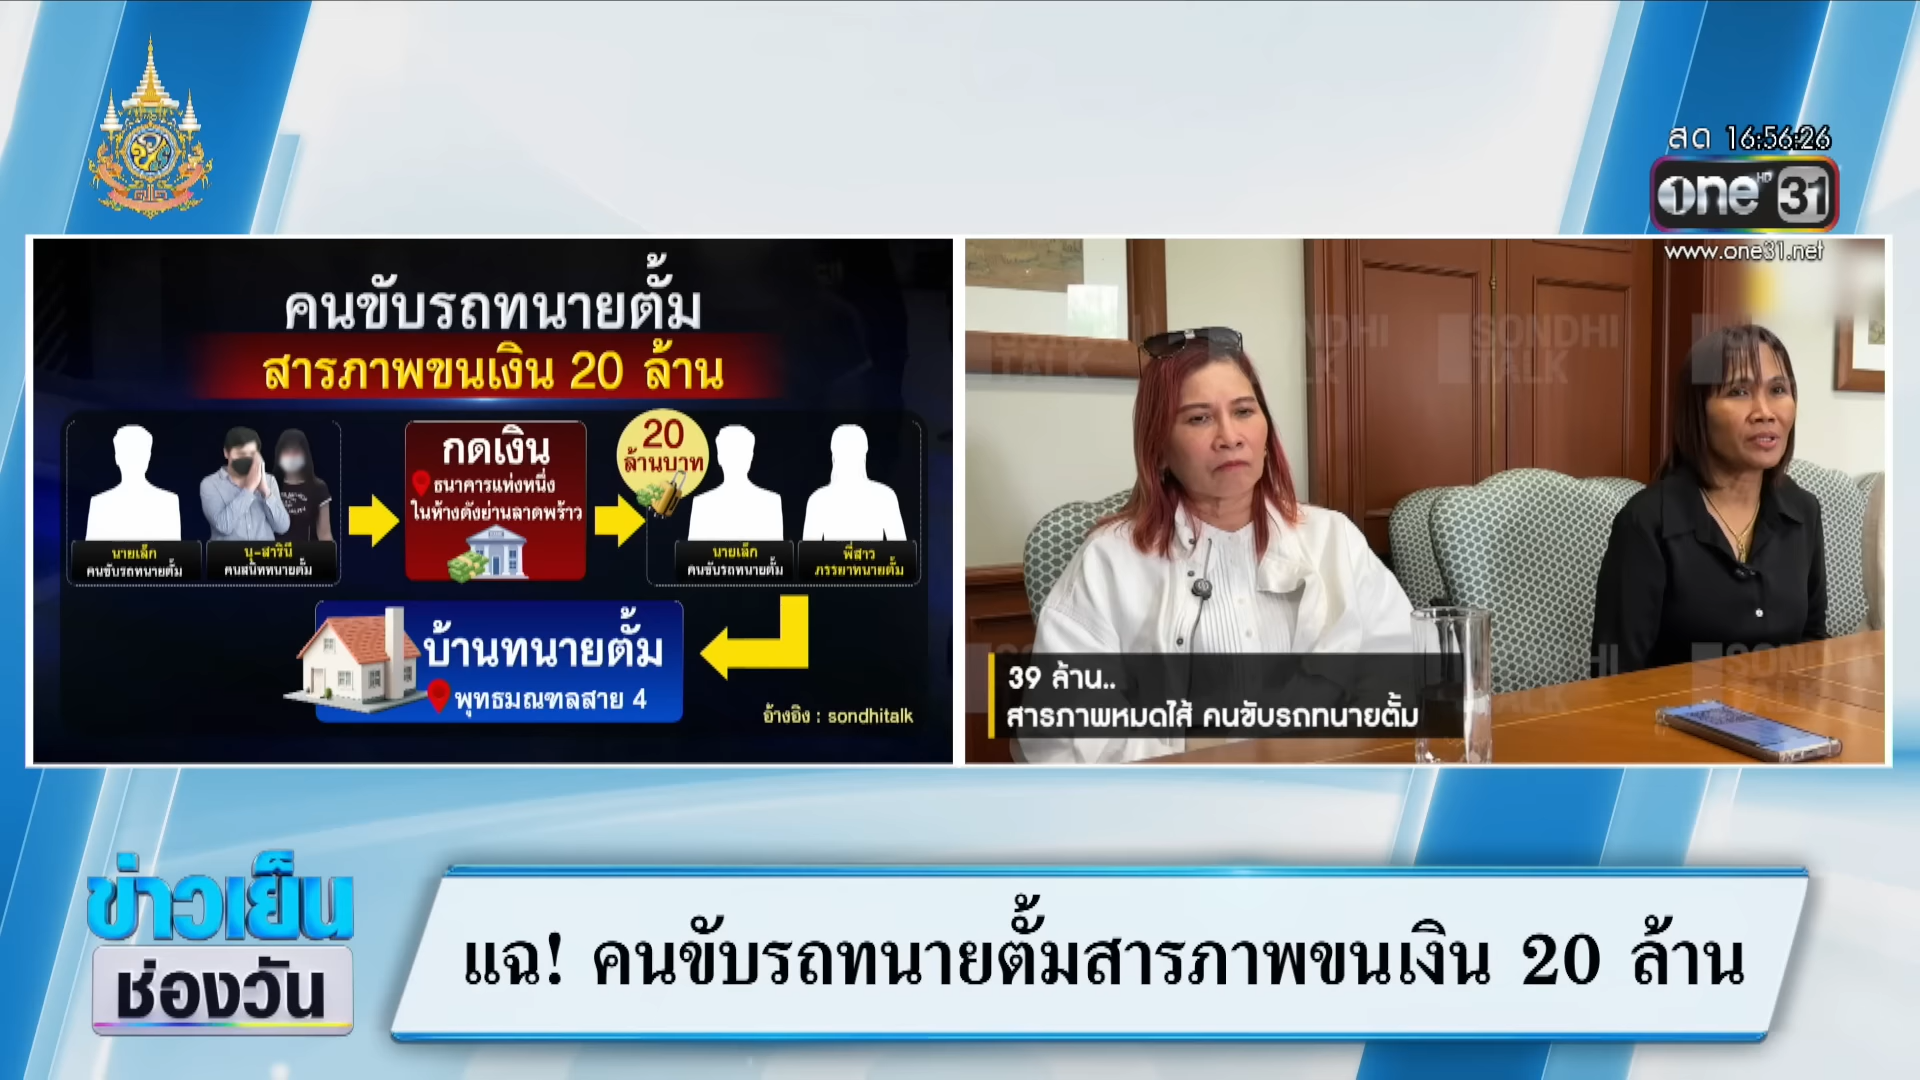 สด 16:56:26
one HD 31
www.one31.net
คนขับรถทนายตั้ม
สารภาพขนเงิน 20 ล้าน
นายเล็ก
คนขับรถทนายตั้ม
นุ-สารินี
คนสนิททนายตั้ม
กดเงิน
ธนาคารแห่งหนึ่ง
ในห้างดังย่านลาดพร้าว
20
ล้านบาท
นายเล็ก
คนขับรถทนายตั้ม
พี่สาว
ภรรยาทนายตั้ม
บ้านทนายตั้ม
พุทธมณฑลสาย 4
อ้างอิง : sondhitalk
SONDHI
TALK
SONDHI
TALK
39 ล้าน..
สารภาพหมดไส้ คนขับรถทนายตั้ม
ข่าวเย็น
ช่องวัน
แฉ! คนขับรถทนายตั้มสารภาพขนเงิน 20 ล้าน